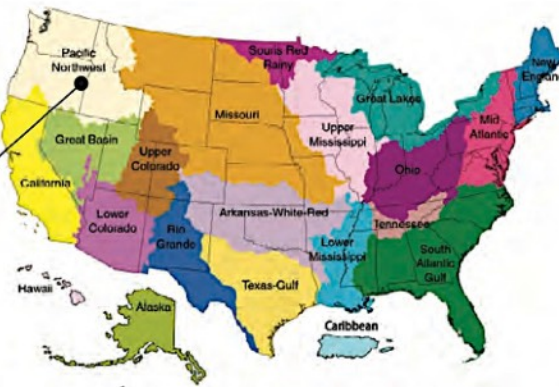 Pacific
Northwest
Souris Red
Rainy
New
England
Great Lakes
Missouri
Upper
Mississippi
Mid
Atlantic
Great Basin
Upper
Colorado
Ohio
California
Lower
Colorado
Rin
Grande
Arkansas-White-Red
Tennessee
Lower
Mississippi
South
Atlantic
Gulf
Texas-Gulf
Hawaii
Alaska
Caribbean